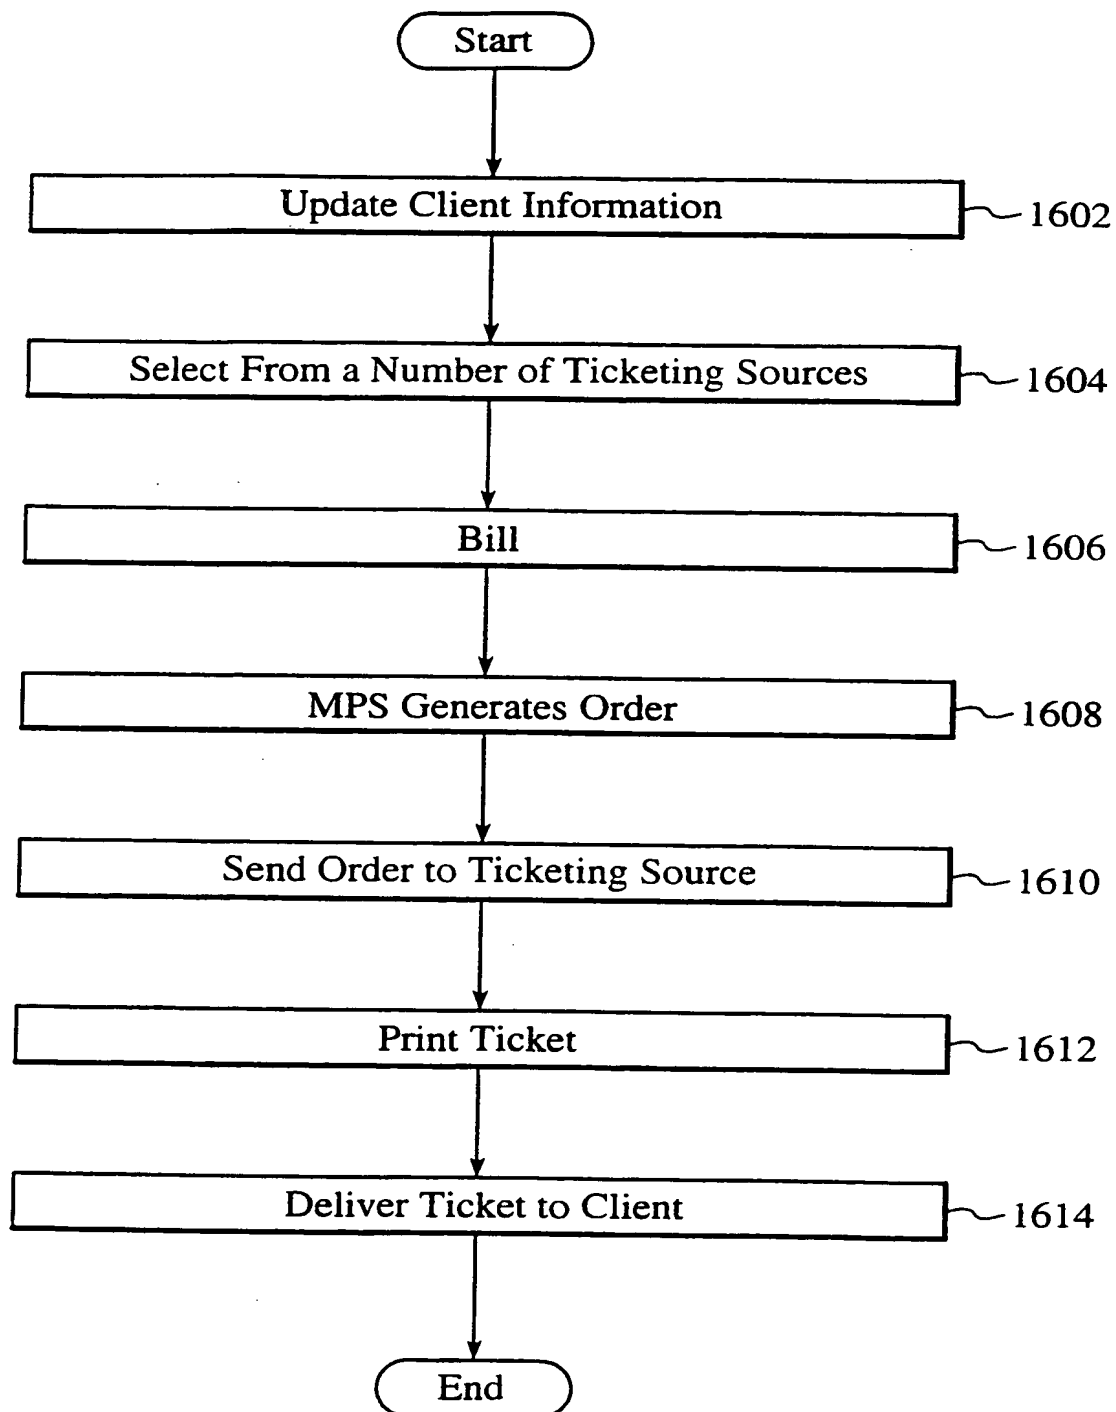 Start
Update Client Information
1602
Select From a Number of Ticketing Sources
1604
Bill
1606
MPS Generates Order
1608
Send Order to Ticketing Source
1610
Print Ticket
1612
Deliver Ticket to Client
1614
End